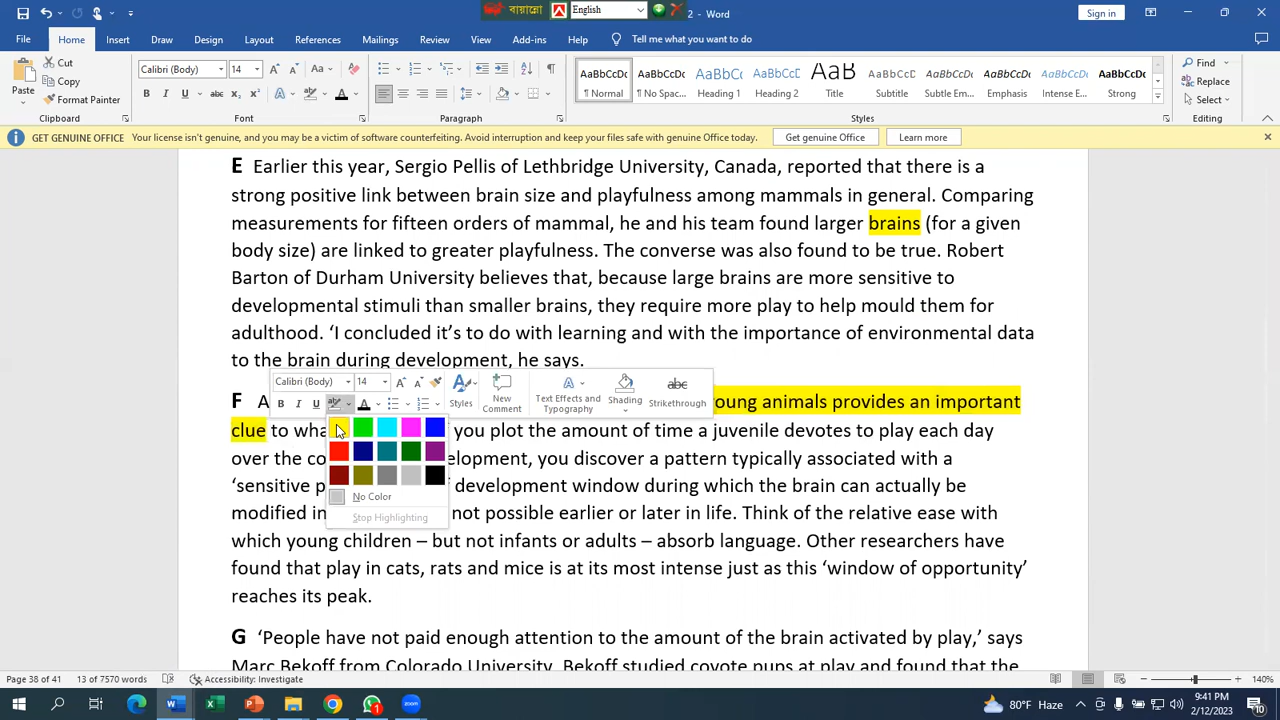 বায়ান্নো English 2 - Word Sign in
File Home Insert Draw Design Layout References Mailings Review View Add-ins Help Tell me what you want to do
Paste Cut Copy Format Painter Clipboard
Calibri (Body) 14 Font
Paragraph
AaBbCcDc ¶ Normal AaBbCcDc ¶ No Spac... AaBbCc Heading 1 AaBbCcD Heading 2 AaB Title AaBbCcD Subtitle AaBbCcDc Subtle Em... AaBbCcDc Emphasis AaBbCcDc Intense E... AaBbCcDc Strong Styles
Find Replace Select Editing
GET GENUINE OFFICE Your license isn't genuine, and you may be a victim of software counterfeiting. Avoid interruption and keep your files safe with genuine Office today. Get genuine Office Learn more
E Earlier this year, Sergio Pellis of Lethbridge University, Canada, reported that there is a
strong positive link between brain size and playfulness among mammals in general. Comparing
measurements for fifteen orders of mammal, he and his team found larger brains (for a given
body size) are linked to greater playfulness. The converse was also found to be true. Robert
Barton of Durham University believes that, because large brains are more sensitive to
developmental stimuli than smaller brains, they require more play to help mould them for
adulthood. ‘I concluded it’s to do with learning and with the importance of environmental data
to the brain during development, he says.
Calibri (Body) 14 Styles New Comment Text Effects and Typography Shading Strikethrough
No Color
Stop Highlighting
F A oung animals provides an important
clue to wha you plot the amount of time a juvenile devotes to play each day
over the co elopment, you discover a pattern typically associated with a
‘sensitive p f development window during which the brain can actually be
modified in not possible earlier or later in life. Think of the relative ease with
which young children – but not infants or adults – absorb language. Other researchers have
found that play in cats, rats and mice is at its most intense just as this ‘window of opportunity’
reaches its peak.
G ‘People have not paid enough attention to the amount of the brain activated by play,’ says
Marc Bekoff from Colorado University. Bekoff studied coyote pups at play and found that the
Page 38 of 41 13 of 7570 words Accessibility: Investigate 140%
80°F Haze 9:41 PM 2/12/2023